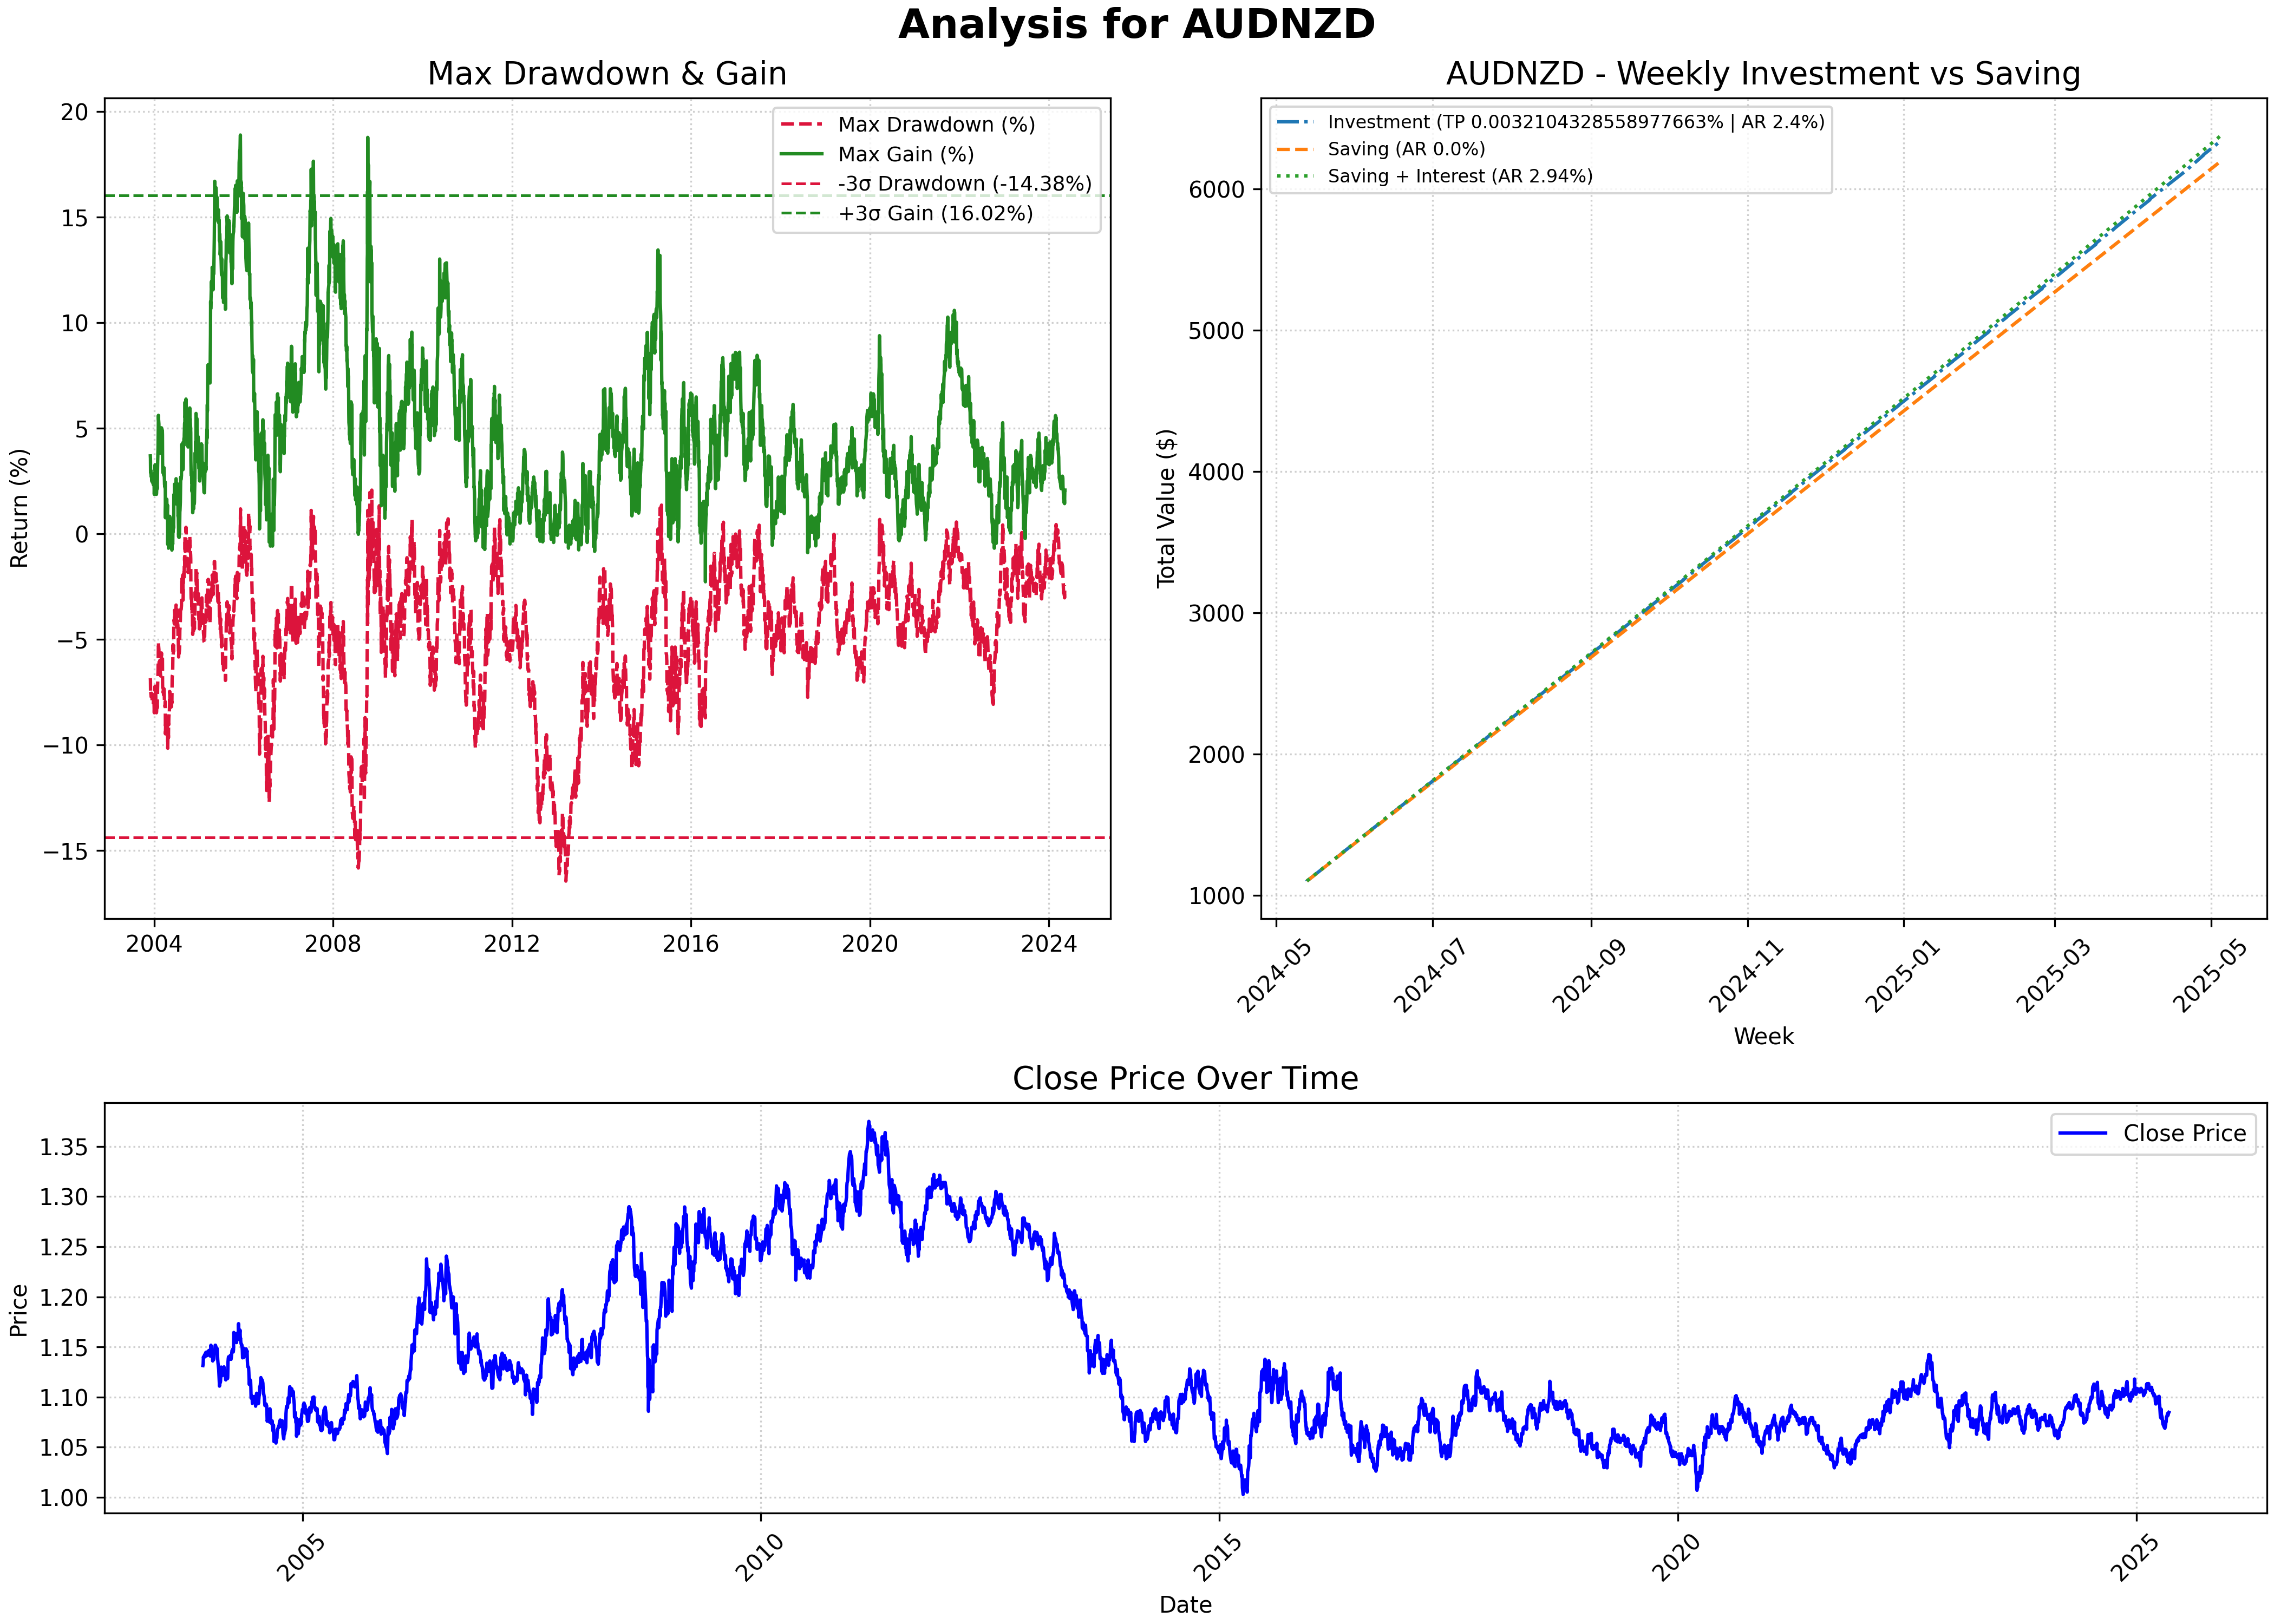 Analysis for AUDNZD
Max Drawdown & Gain
Return (%)
20
15
10
5
0
−5
−10
−15
2004
2008
2012
2016
2020
2024
Max Drawdown (%)
Max Gain (%)
-3σ Drawdown (-14.38%)
+3σ Gain (16.02%)
AUDNZD - Weekly Investment vs Saving
Total Value ($)
6000
5000
4000
3000
2000
1000
Investment (TP 0.0032104328558977663% | AR 2.4%)
Saving (AR 0.0%)
Saving + Interest (AR 2.94%)
2024-05
2024-07
2024-09
2024-11
2025-01
2025-03
2025-05
Week
Close Price Over Time
Price
1.35
1.30
1.25
1.20
1.15
1.10
1.05
1.00
Close Price
2005
2010
2015
2020
2025
Date